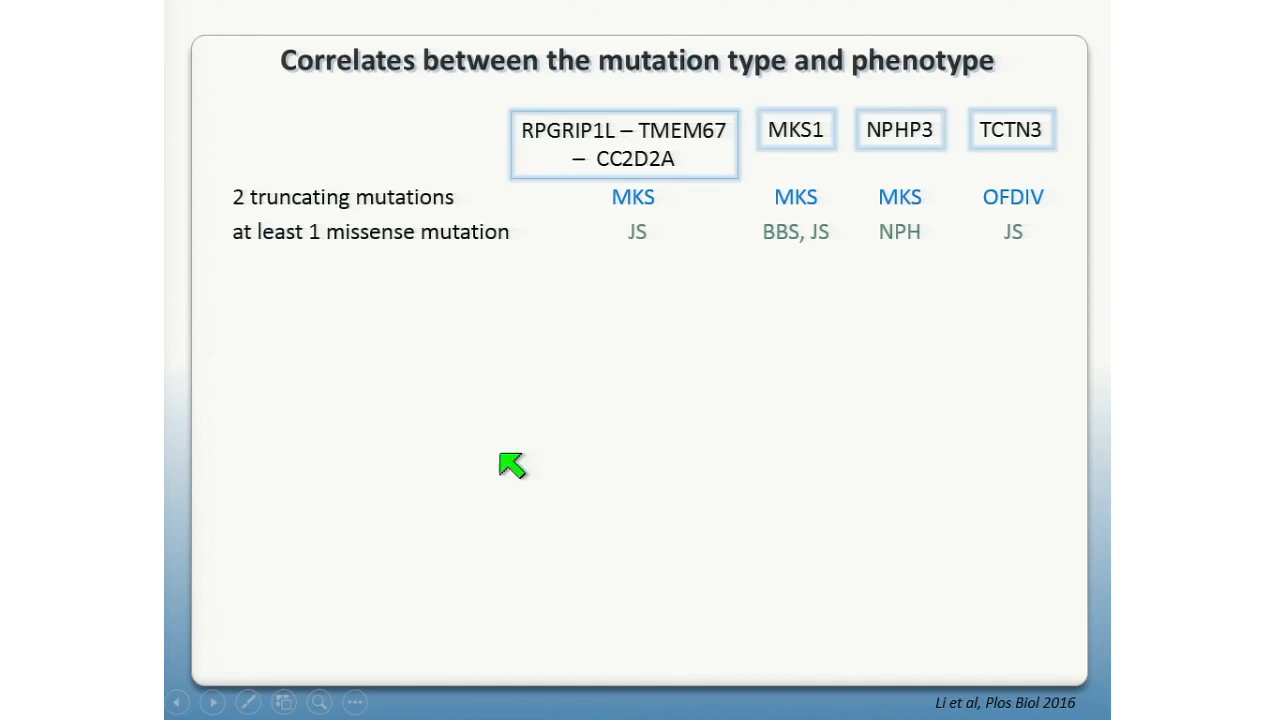 Correlates between the mutation type and phenotype
RPGRIP1L – TMEM67
– CC2D2A
MKS1
NPHP3
TCTN3
2 truncating mutations MKS MKS MKS OFDIV
at least 1 missense mutation JS BBS, JS NPH JS
Li et al, Plos Biol 2016